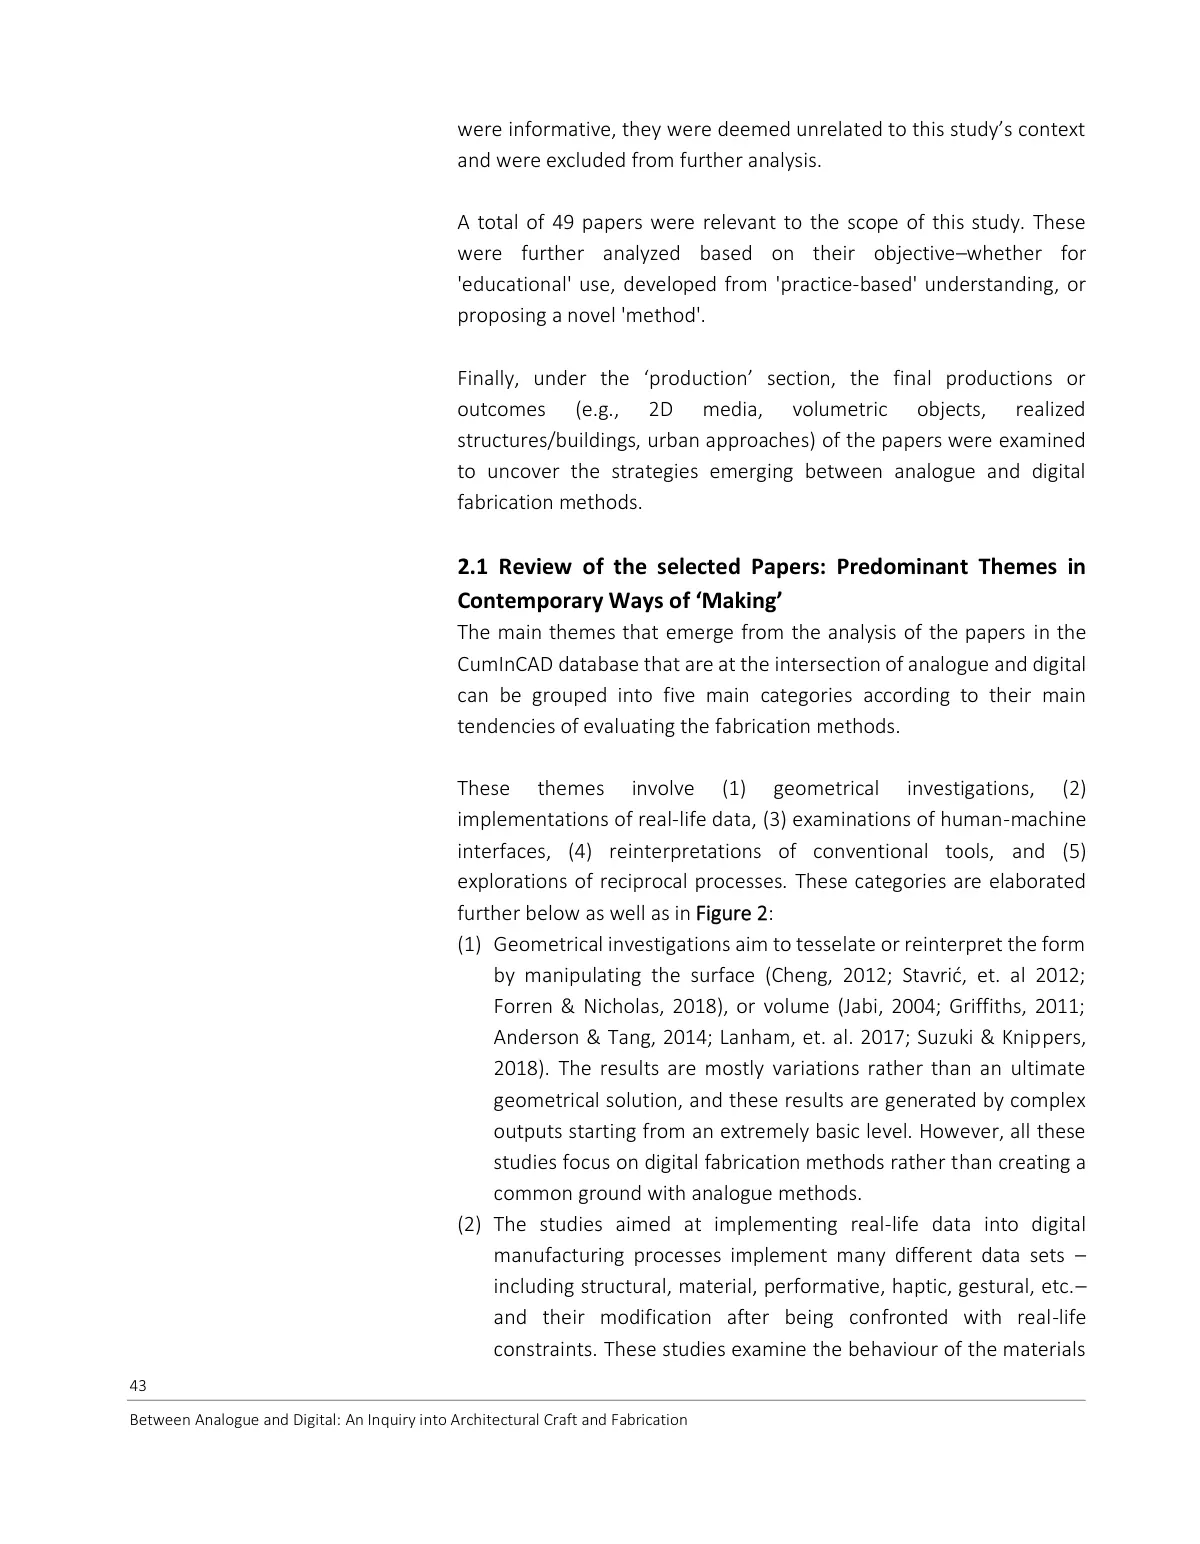 were informative, they were deemed unrelated to this study’s context
and were excluded from further analysis.
A total of 49 papers were relevant to the scope of this study. These
were further analyzed based on their objective–whether for
'educational' use, developed from 'practice-based' understanding, or
proposing a novel 'method'.
Finally, under the ‘production’ section, the final productions or
outcomes (e.g., 2D media, volumetric objects, realized
structures/buildings, urban approaches) of the papers were examined
to uncover the strategies emerging between analogue and digital
fabrication methods.
2.1 Review of the selected Papers: Predominant Themes in
Contemporary Ways of ‘Making’
The main themes that emerge from the analysis of the papers in the
CumInCAD database that are at the intersection of analogue and digital
can be grouped into five main categories according to their main
tendencies of evaluating the fabrication methods.
These themes involve (1) geometrical investigations, (2)
implementations of real-life data, (3) examinations of human-machine
interfaces, (4) reinterpretations of conventional tools, and (5)
explorations of reciprocal processes. These categories are elaborated
further below as well as in Figure 2:
(1) Geometrical investigations aim to tesselate or reinterpret the form
by manipulating the surface (Cheng, 2012; Stavrić, et. al 2012;
Forren & Nicholas, 2018), or volume (Jabi, 2004; Griffiths, 2011;
Anderson & Tang, 2014; Lanham, et. al. 2017; Suzuki & Knippers,
2018). The results are mostly variations rather than an ultimate
geometrical solution, and these results are generated by complex
outputs starting from an extremely basic level. However, all these
studies focus on digital fabrication methods rather than creating a
common ground with analogue methods.
(2) The studies aimed at implementing real-life data into digital
manufacturing processes implement many different data sets –
including structural, material, performative, haptic, gestural, etc.–
and their modification after being confronted with real-life
constraints. These studies examine the behaviour of the materials
43
Between Analogue and Digital: An Inquiry into Architectural Craft and Fabrication